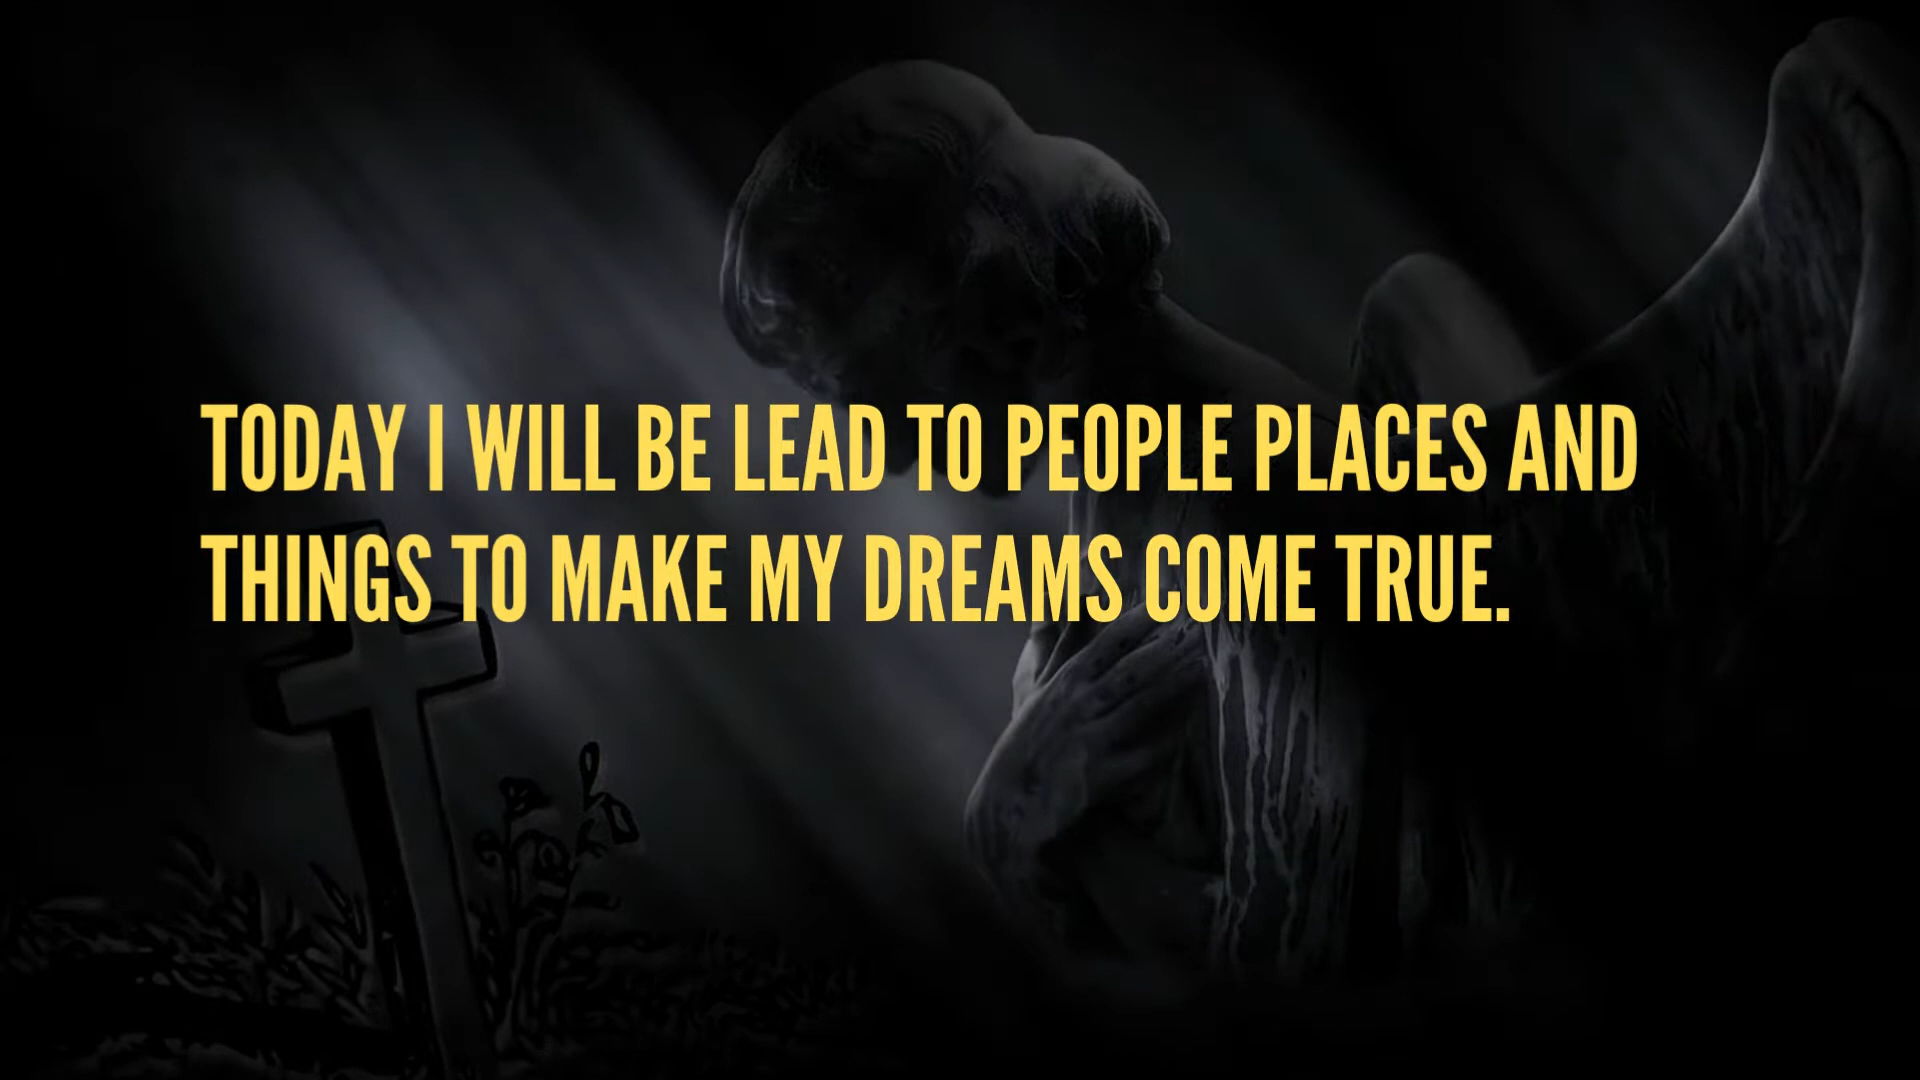 TODAY I WILL BE LEAD TO PEOPLE PLACES AND
THINGS TO MAKE MY DREAMS COME TRUE.